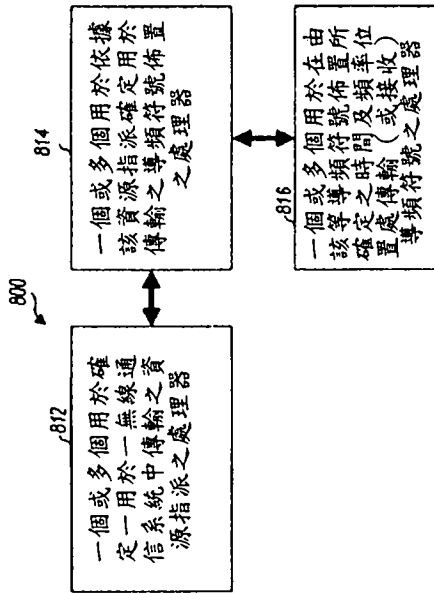 800
812
一個或多個用於確
定一用於一無線通
信系統中傳輸之資
源指派之處理器
814
一個或多個用於依據
該資源指派確定用於
傳輸之導頻符號佈置
之處理器
816
一個或多個用於在由
該等導頻符號佈置所
確定之時間及頻率位
置處傳輸(或接收)
導頻符號之處理器